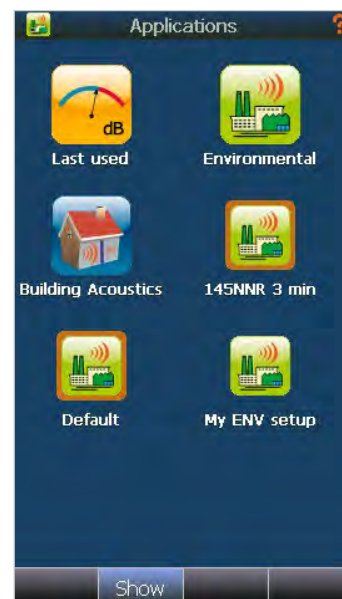 Applications ?
dB
Last used
Environmental
Building Acoustics
145NNR 3 min
Default
My ENV setup
Show